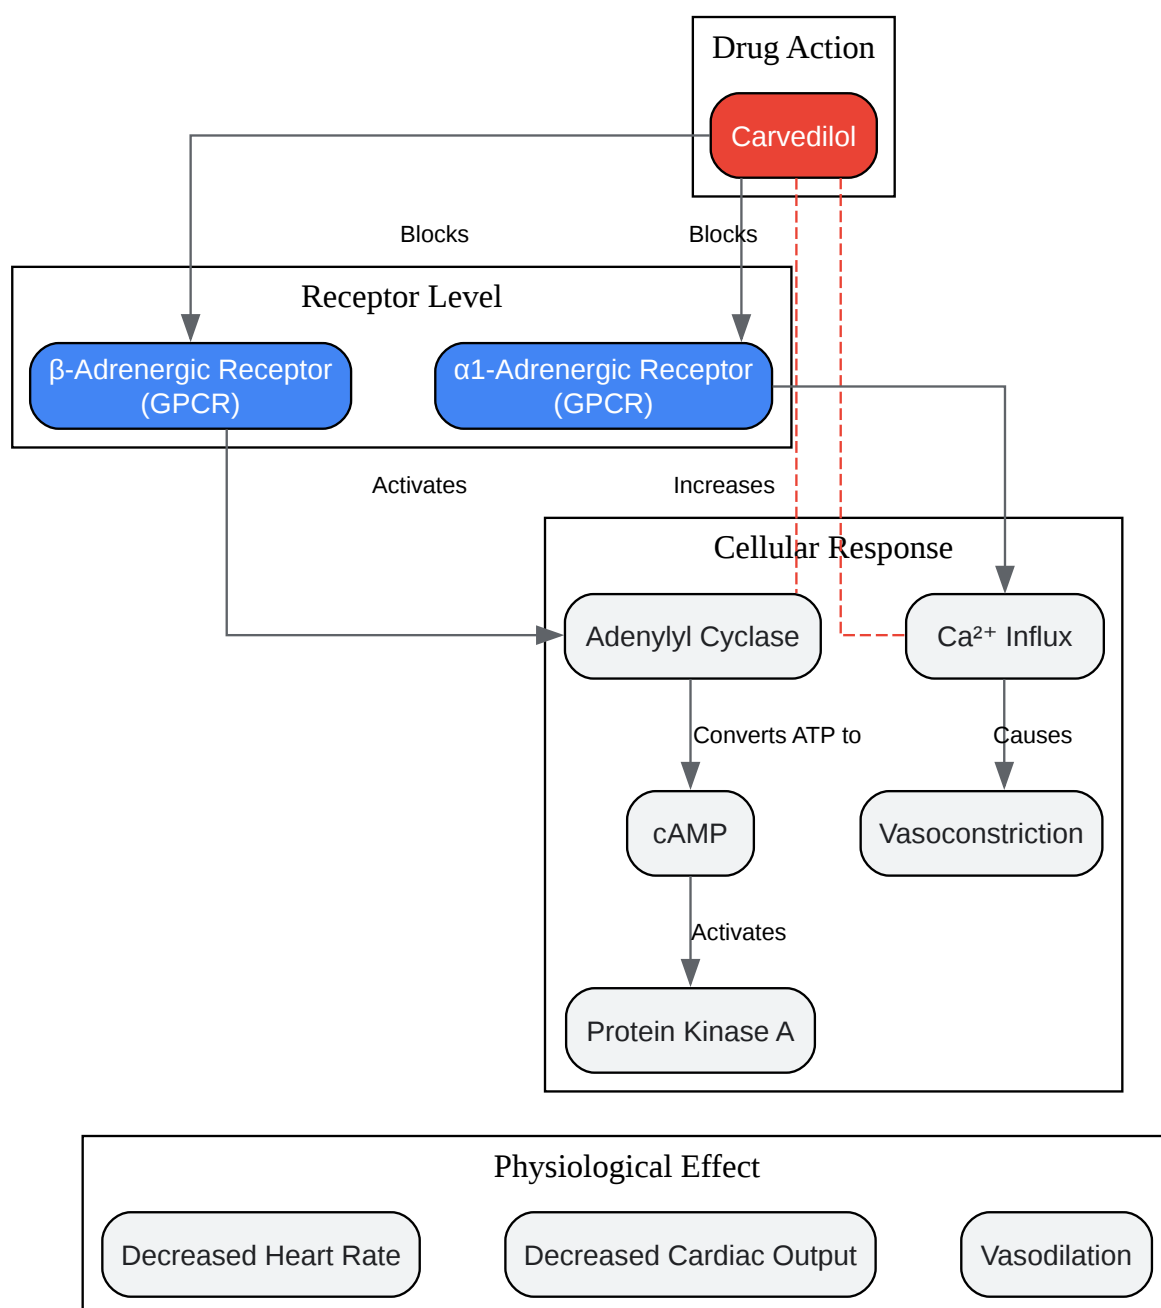 Drug Action
Carvedilol
Blocks
Blocks
Receptor Level
β-Adrenergic Receptor
(GPCR)
α1-Adrenergic Receptor
(GPCR)
Activates
Increases
Cellular Response
Adenylyl Cyclase
Ca²⁺ Influx
Converts ATP to
Causes
cAMP
Vasoconstriction
Activates
Protein Kinase A
Physiological Effect
Decreased Heart Rate
Decreased Cardiac Output
Vasodilation